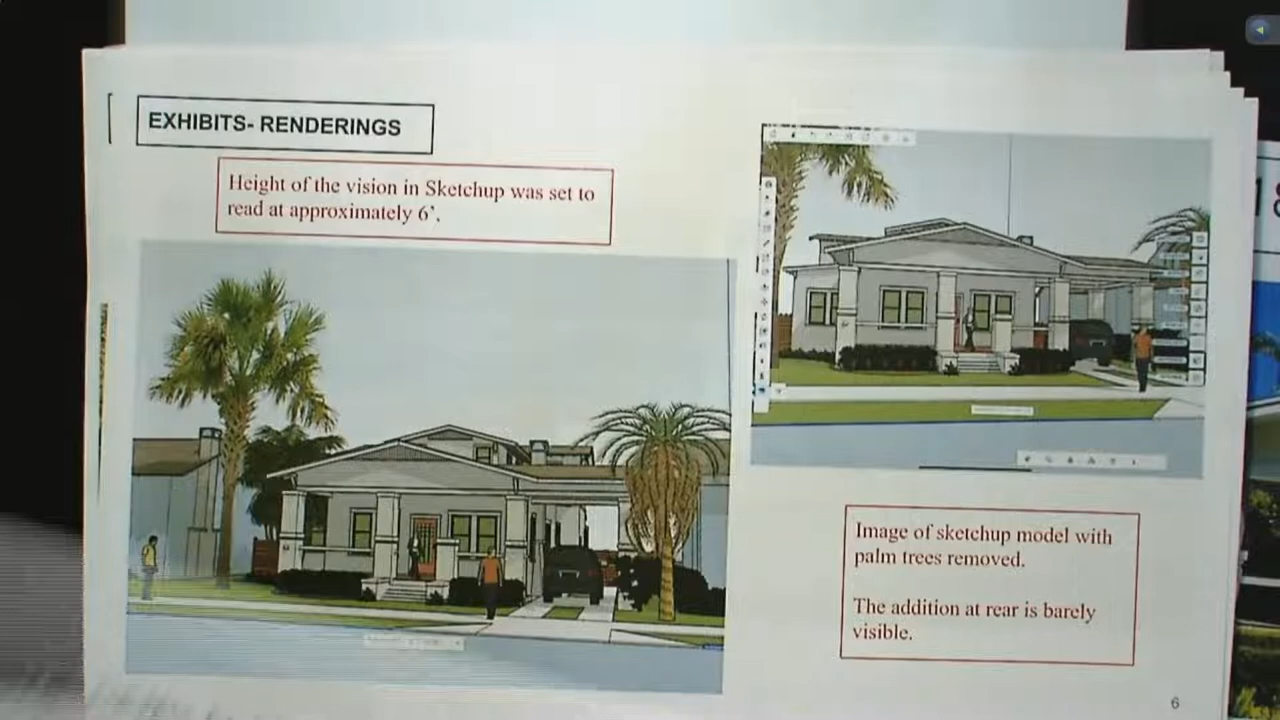 EXHIBITS- RENDERINGS
Height of the vision in Sketchup was set to
read at approximately 6'.
Image of sketchup model with
palm trees removed.
The addition at rear is barely
visible.
6